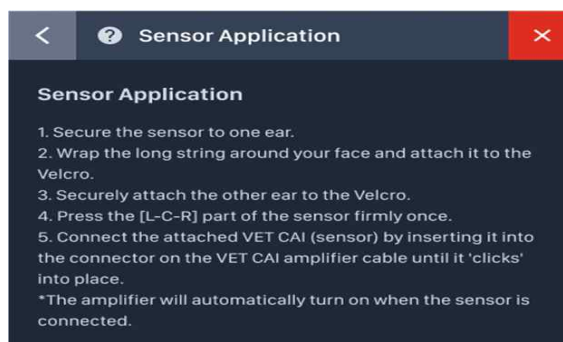 Sensor Application
Sensor Application
1. Secure the sensor to one ear.
2. Wrap the long string around your face and attach it to the
Velcro.
3. Securely attach the other ear to the Velcro.
4. Press the [L-C-R] part of the sensor firmly once.
5. Connect the attached VET CAI (sensor) by inserting it into
the connector on the VET CAI amplifier cable until it 'clicks'
into place.
*The amplifier will automatically turn on when the sensor is
connected.